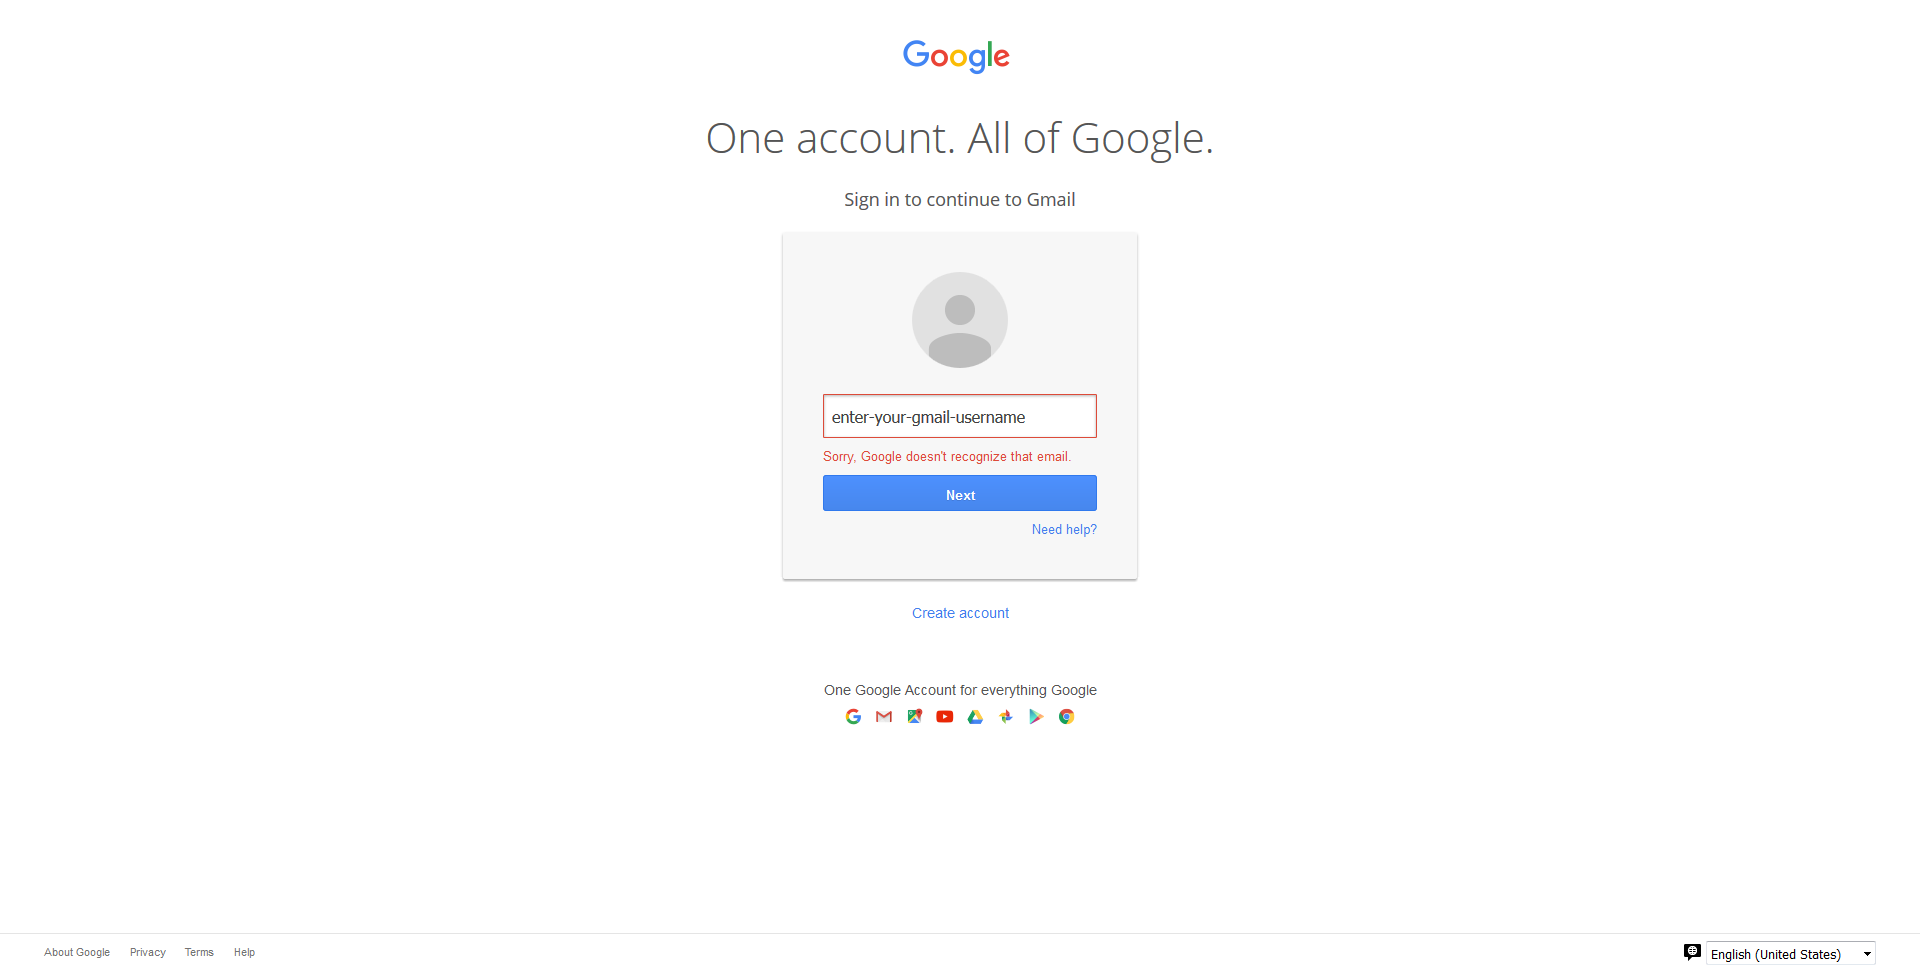 Google
One account. All of Google.
Sign in to continue to Gmail
enter-your-gmail-username
Sorry, Google doesn't recognize that email.
Next
Need help?
Create account
One Google Account for everything Google
About Google Privacy Terms Help English (United States)